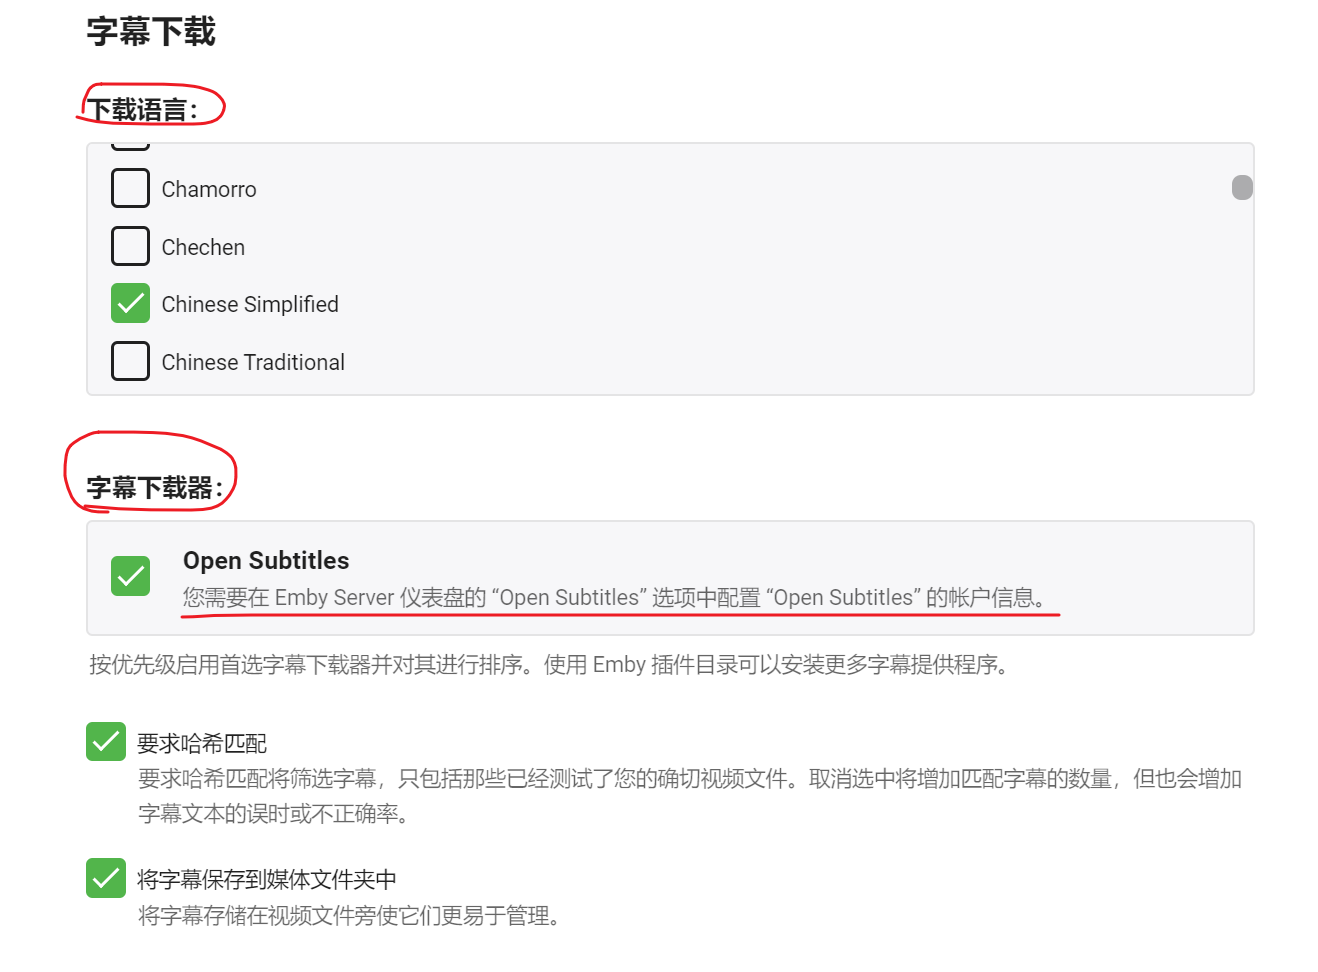 字幕下载
下载语言：
Chamorro
Chechen
Chinese Simplified
Chinese Traditional
字幕下载器：
Open Subtitles
您需要在 Emby Server 仪表盘的 “Open Subtitles” 选项中配置 “Open Subtitles” 的帐户信息。
按优先级启用首选字幕下载器并对其进行排序。使用 Emby 插件目录可以安装更多字幕提供程序。
要求哈希匹配
要求哈希匹配将筛选字幕，只包括那些已经测试了您的确切视频文件。取消选中将增加匹配字幕的数量，但也会增加
字幕文本的误时或不正确率。
将字幕保存到媒体文件夹中
将字幕存储在视频文件旁使它们更易于管理。